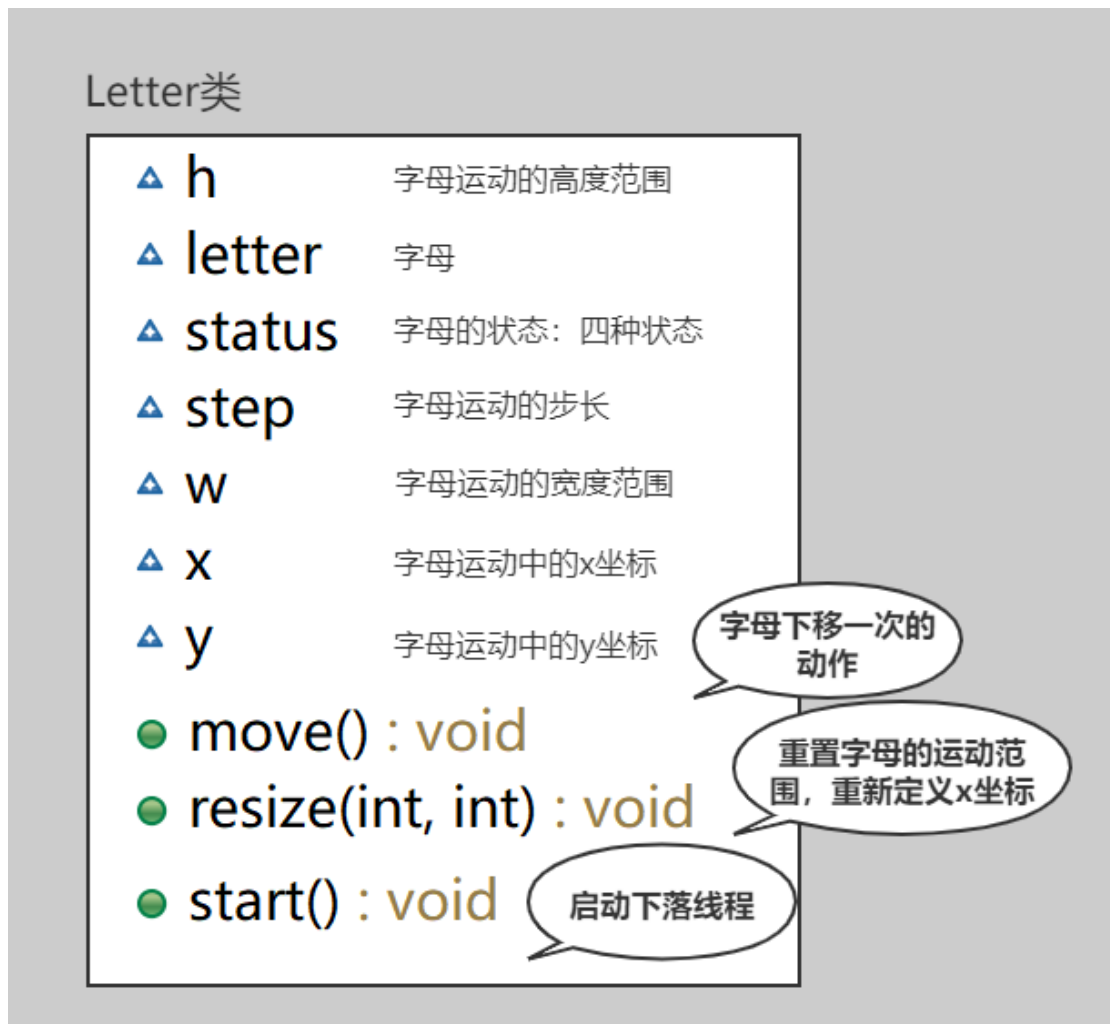 Letter类
h 字母运动的高度范围
letter 字母
status 字母的状态：四种状态
step 字母运动的步长
w 字母运动的宽度范围
x 字母运动中的x坐标
y 字母运动中的y坐标
字母下移一次的
动作
move() : void
重置字母的运动范
围，重新定义x坐标
resize(int, int) : void
start() : void
启动下落线程